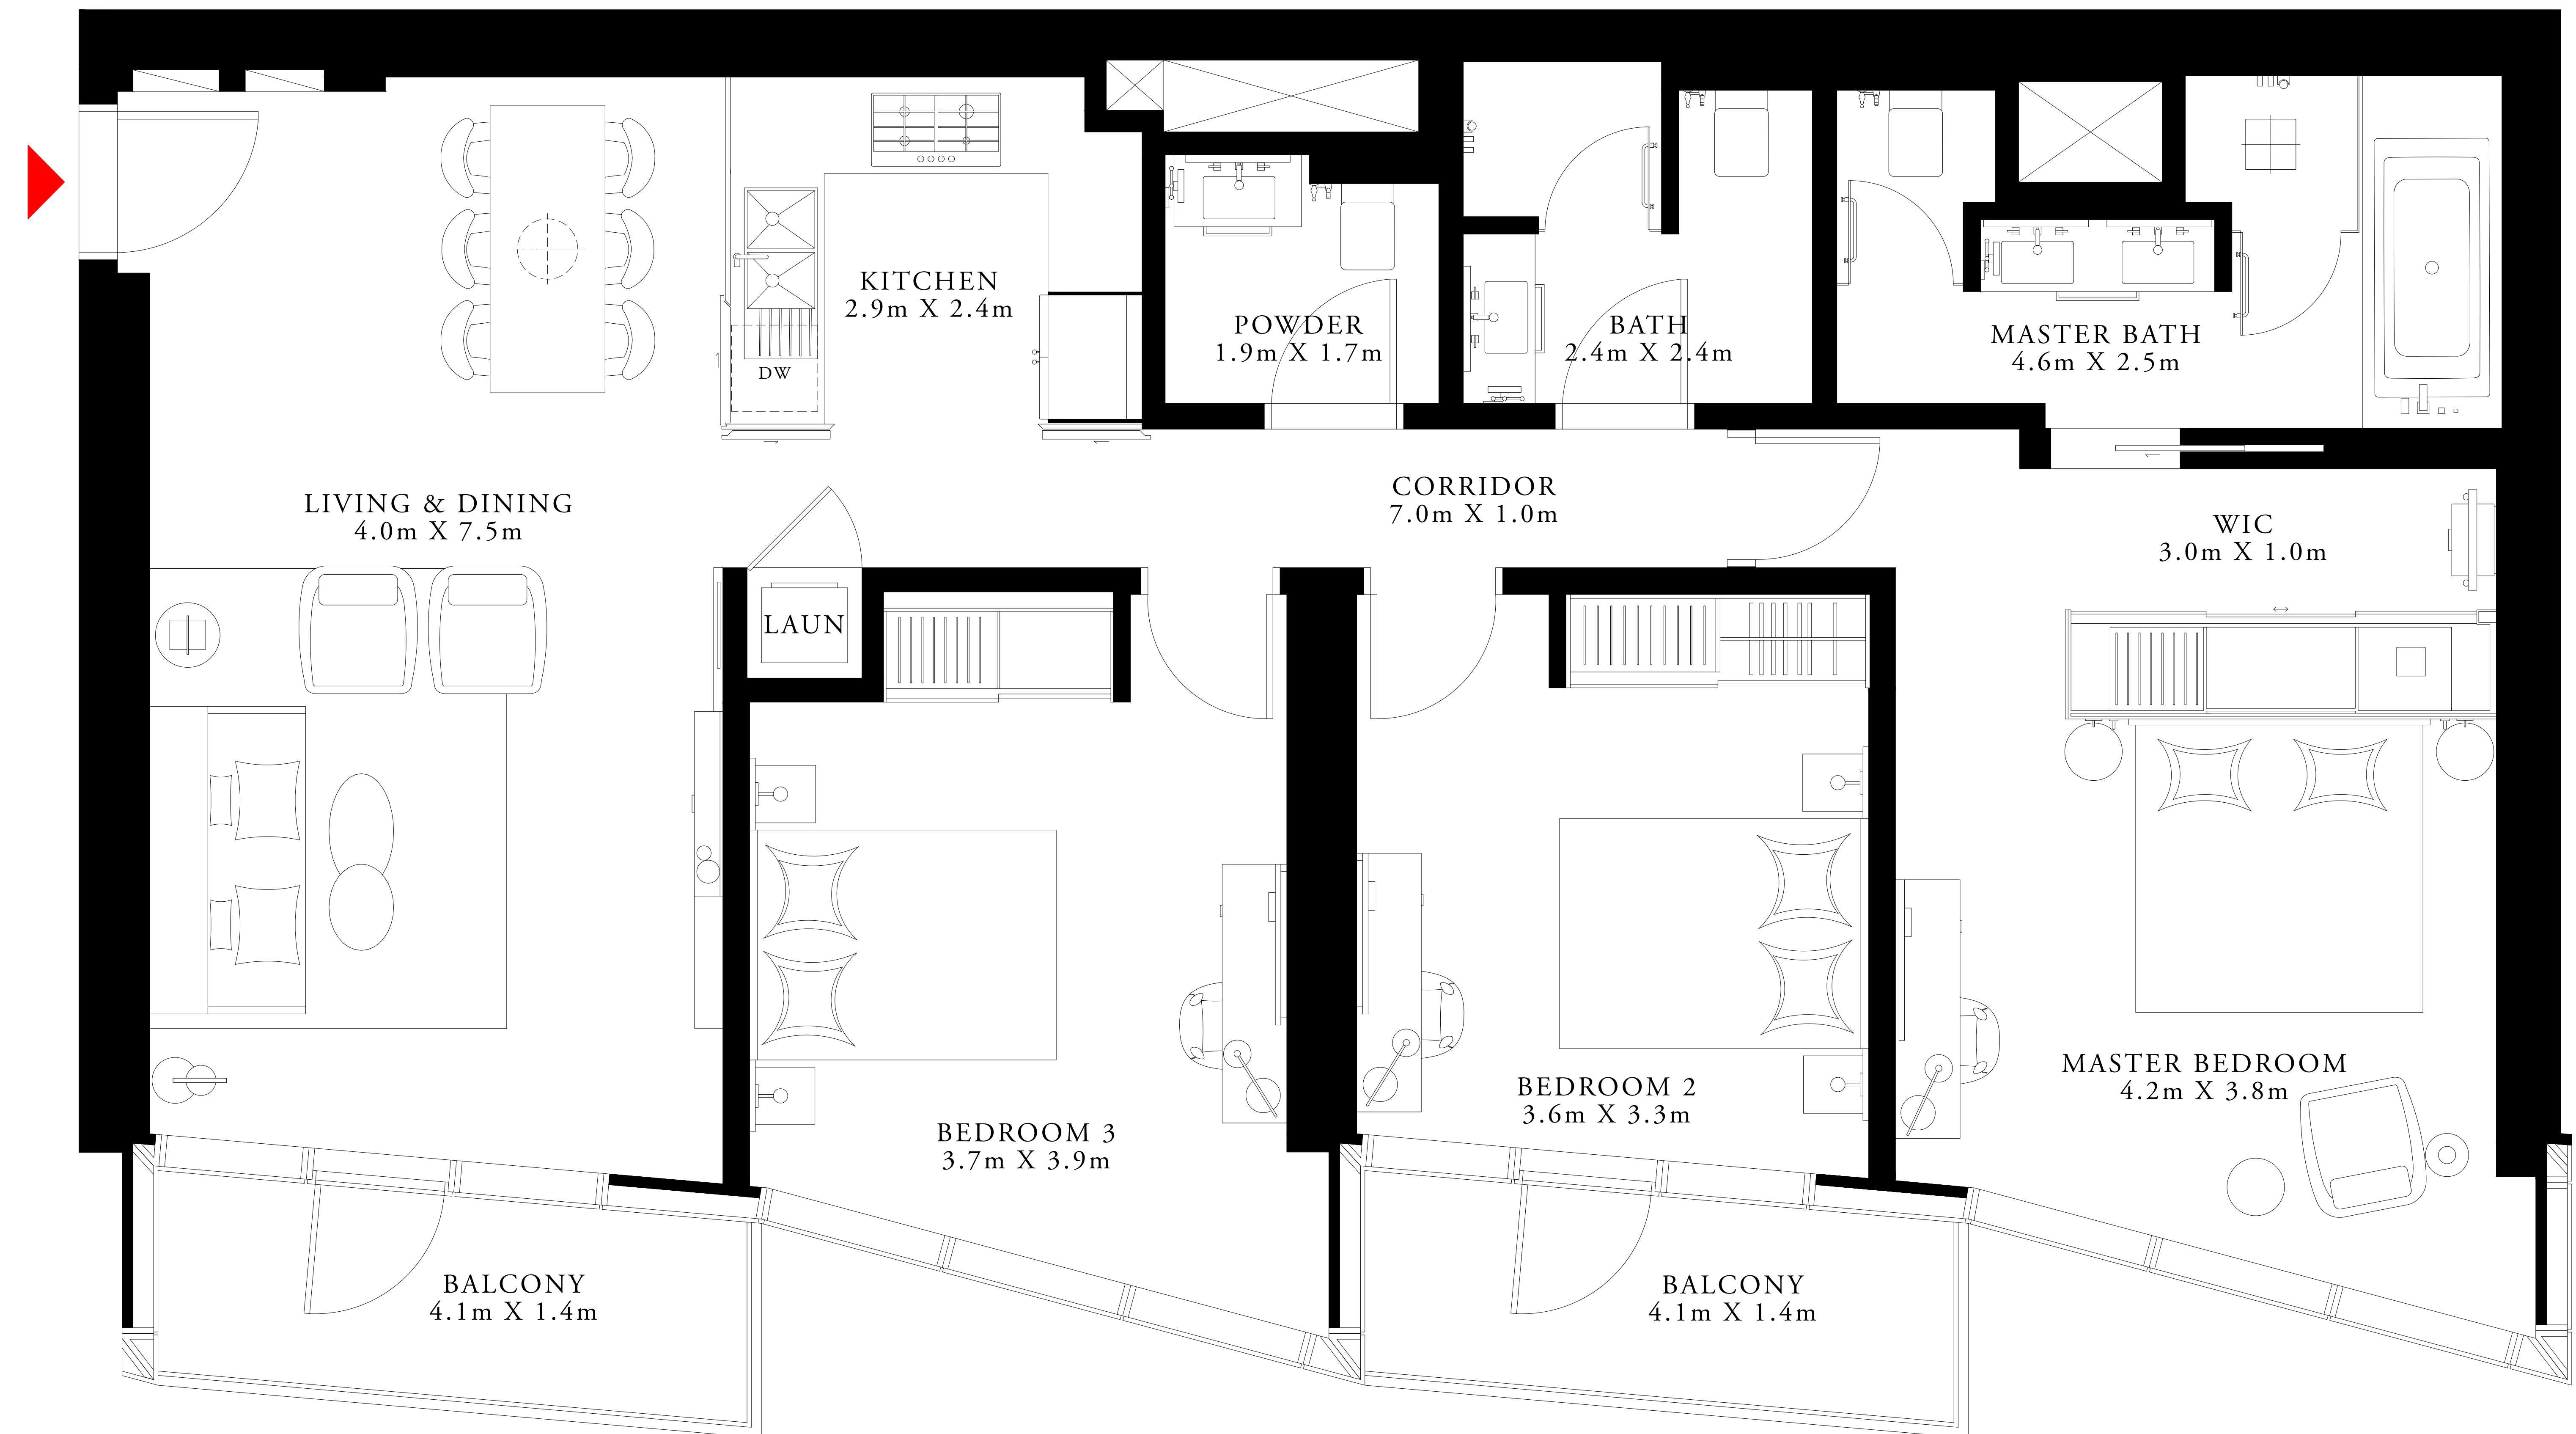 KITCHEN
2.9m X 2.4m
DW
POWDER
1.9m X 1.7m
BATH
2.4m X 2.4m
MASTER BATH
4.6m X 2.5m
LIVING & DINING
4.0m X 7.5m
CORRIDOR
7.0m X 1.0m
WIC
3.0m X 1.0m
LAUN
BEDROOM 3
3.7m X 3.9m
BEDROOM 2
3.6m X 3.3m
MASTER BEDROOM
4.2m X 3.8m
BALCONY
4.1m X 1.4m
BALCONY
4.1m X 1.4m